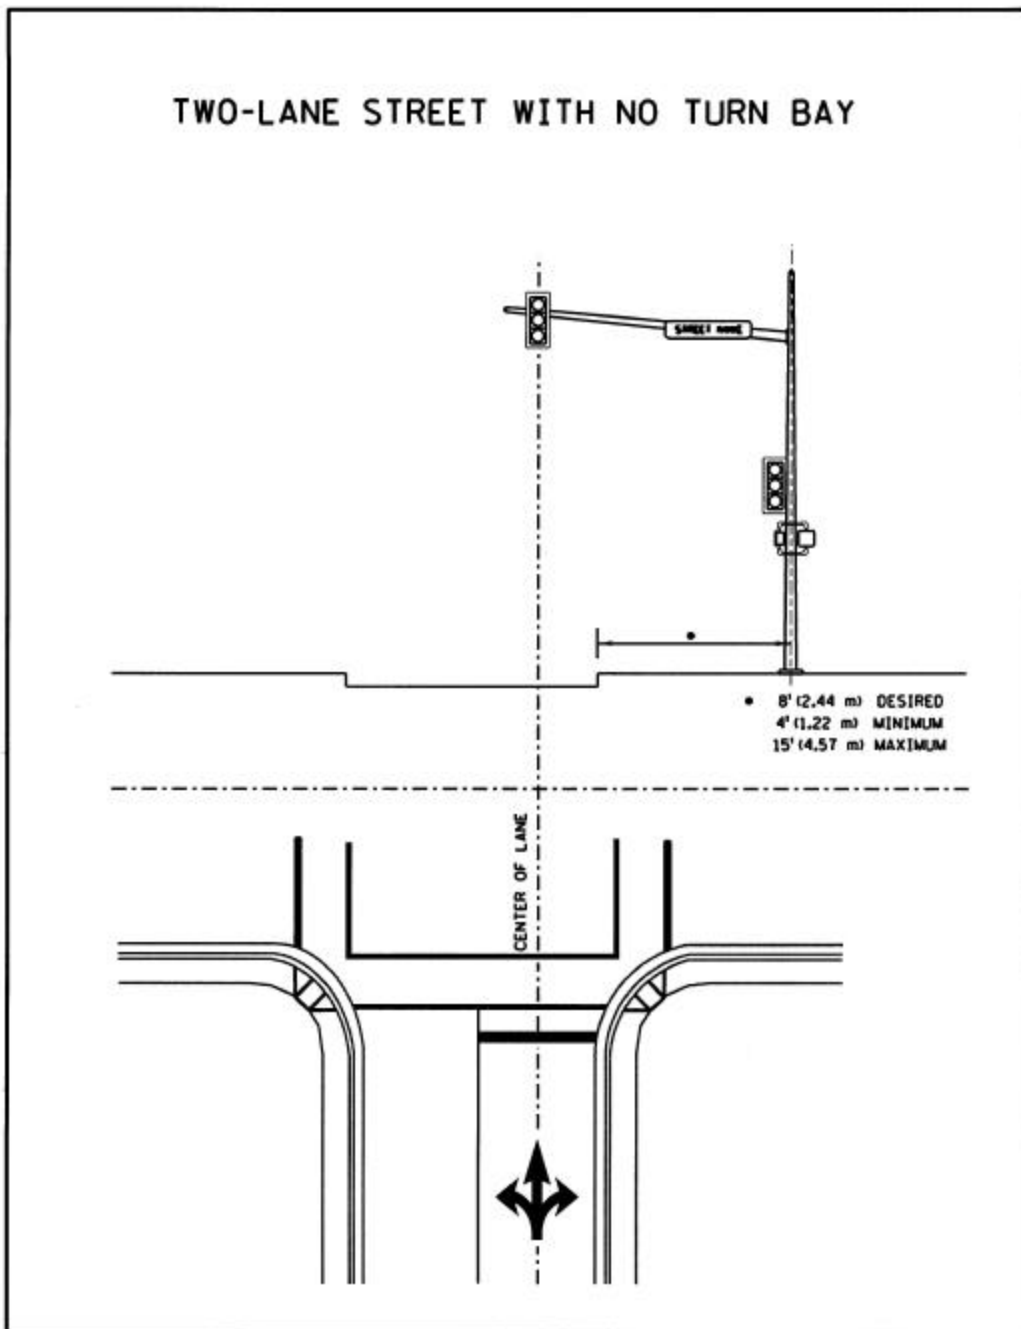 TWO-LANE STREET WITH NO TURN BAY
STREET NAME
• 8' (2.44 m) DESIRED
4' (1.22 m) MINIMUM
15' (4.57 m) MAXIMUM
CENTER OF LANE